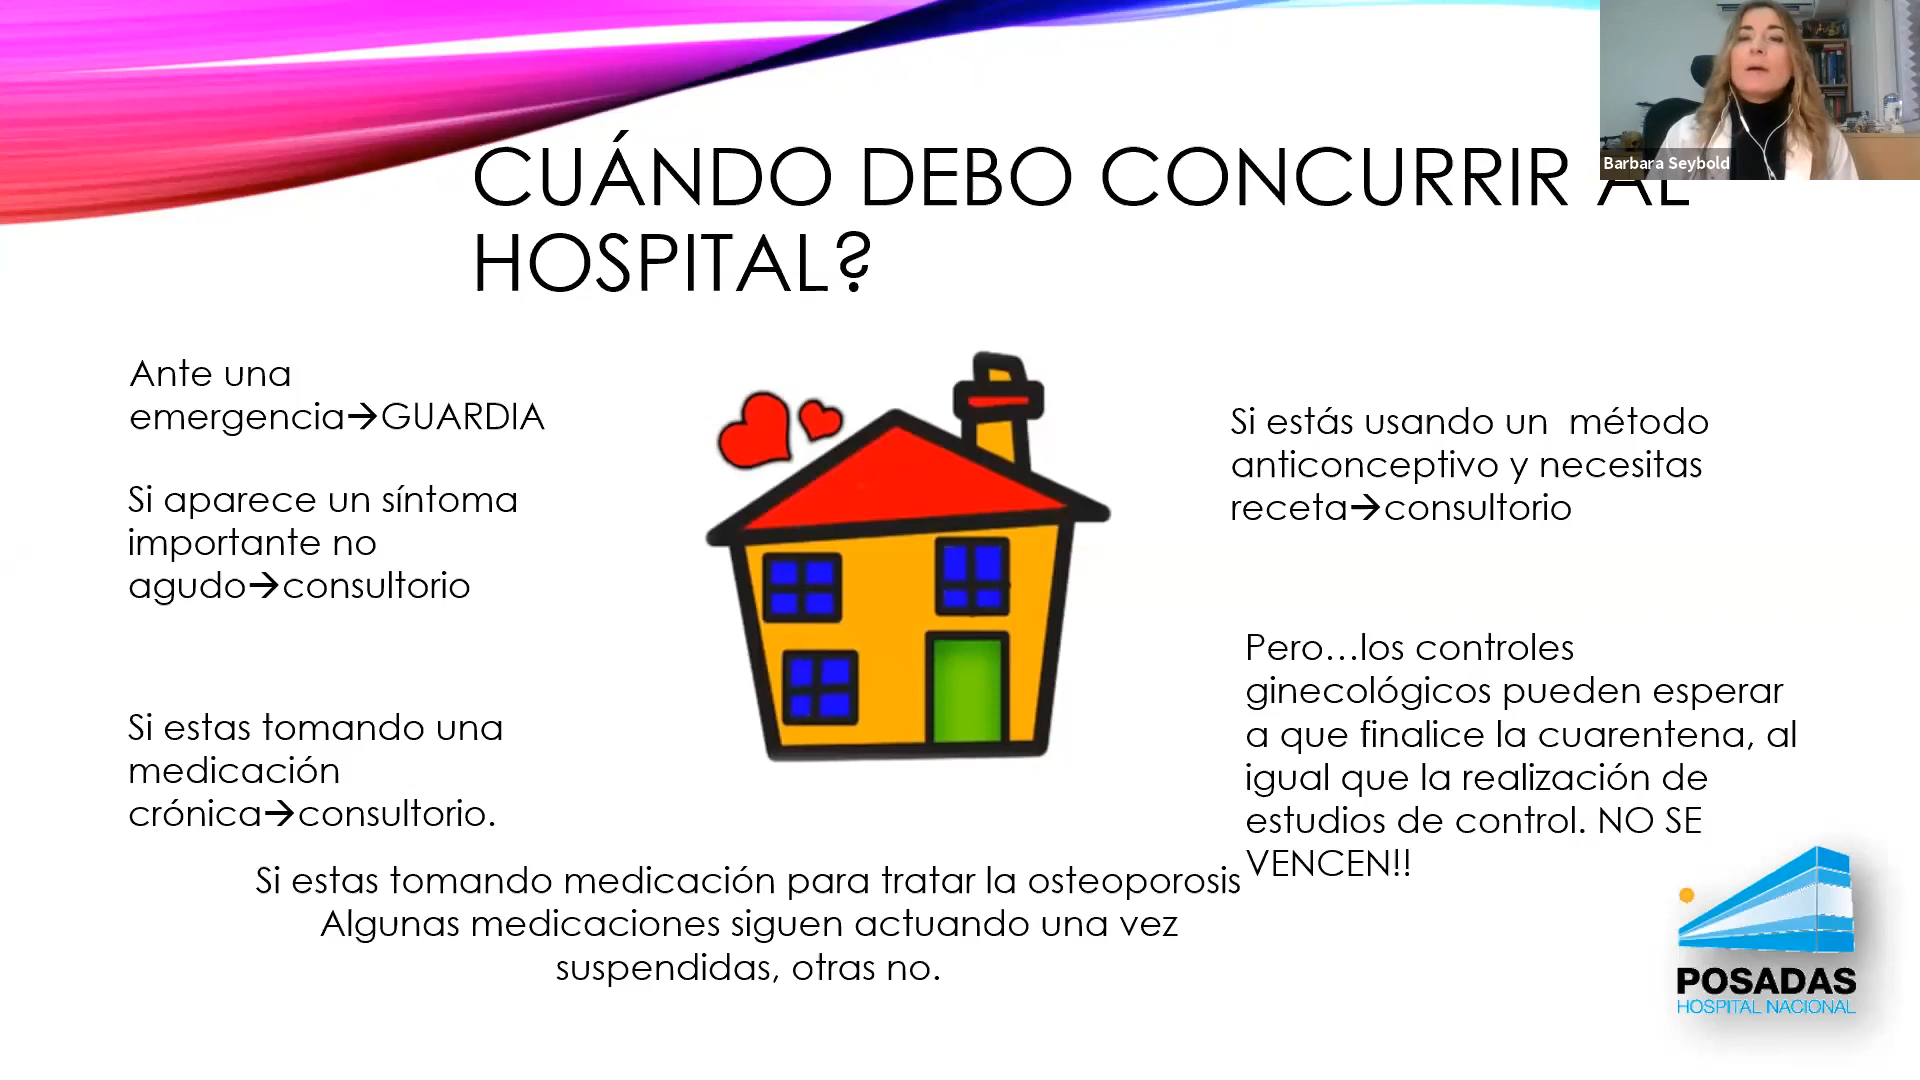 Barbara Seybold
CUÁNDO DEBO CONCURRIR AL
HOSPITAL?
Ante una
emergencia→GUARDIA
Si aparece un síntoma
importante no
agudo→consultorio
Si estas tomando una
medicación
crónica→consultorio.
Si estas tomando medicación para tratar la osteoporosis
Algunas medicaciones siguen actuando una vez
suspendidas, otras no.
Si estás usando un  método
anticonceptivo y necesitas
receta→consultorio
Pero…los controles
ginecológicos pueden esperar
a que finalice la cuarentena, al
igual que la realización de
estudios de control. NO SE
VENCEN!!
POSADAS
HOSPITAL NACIONAL